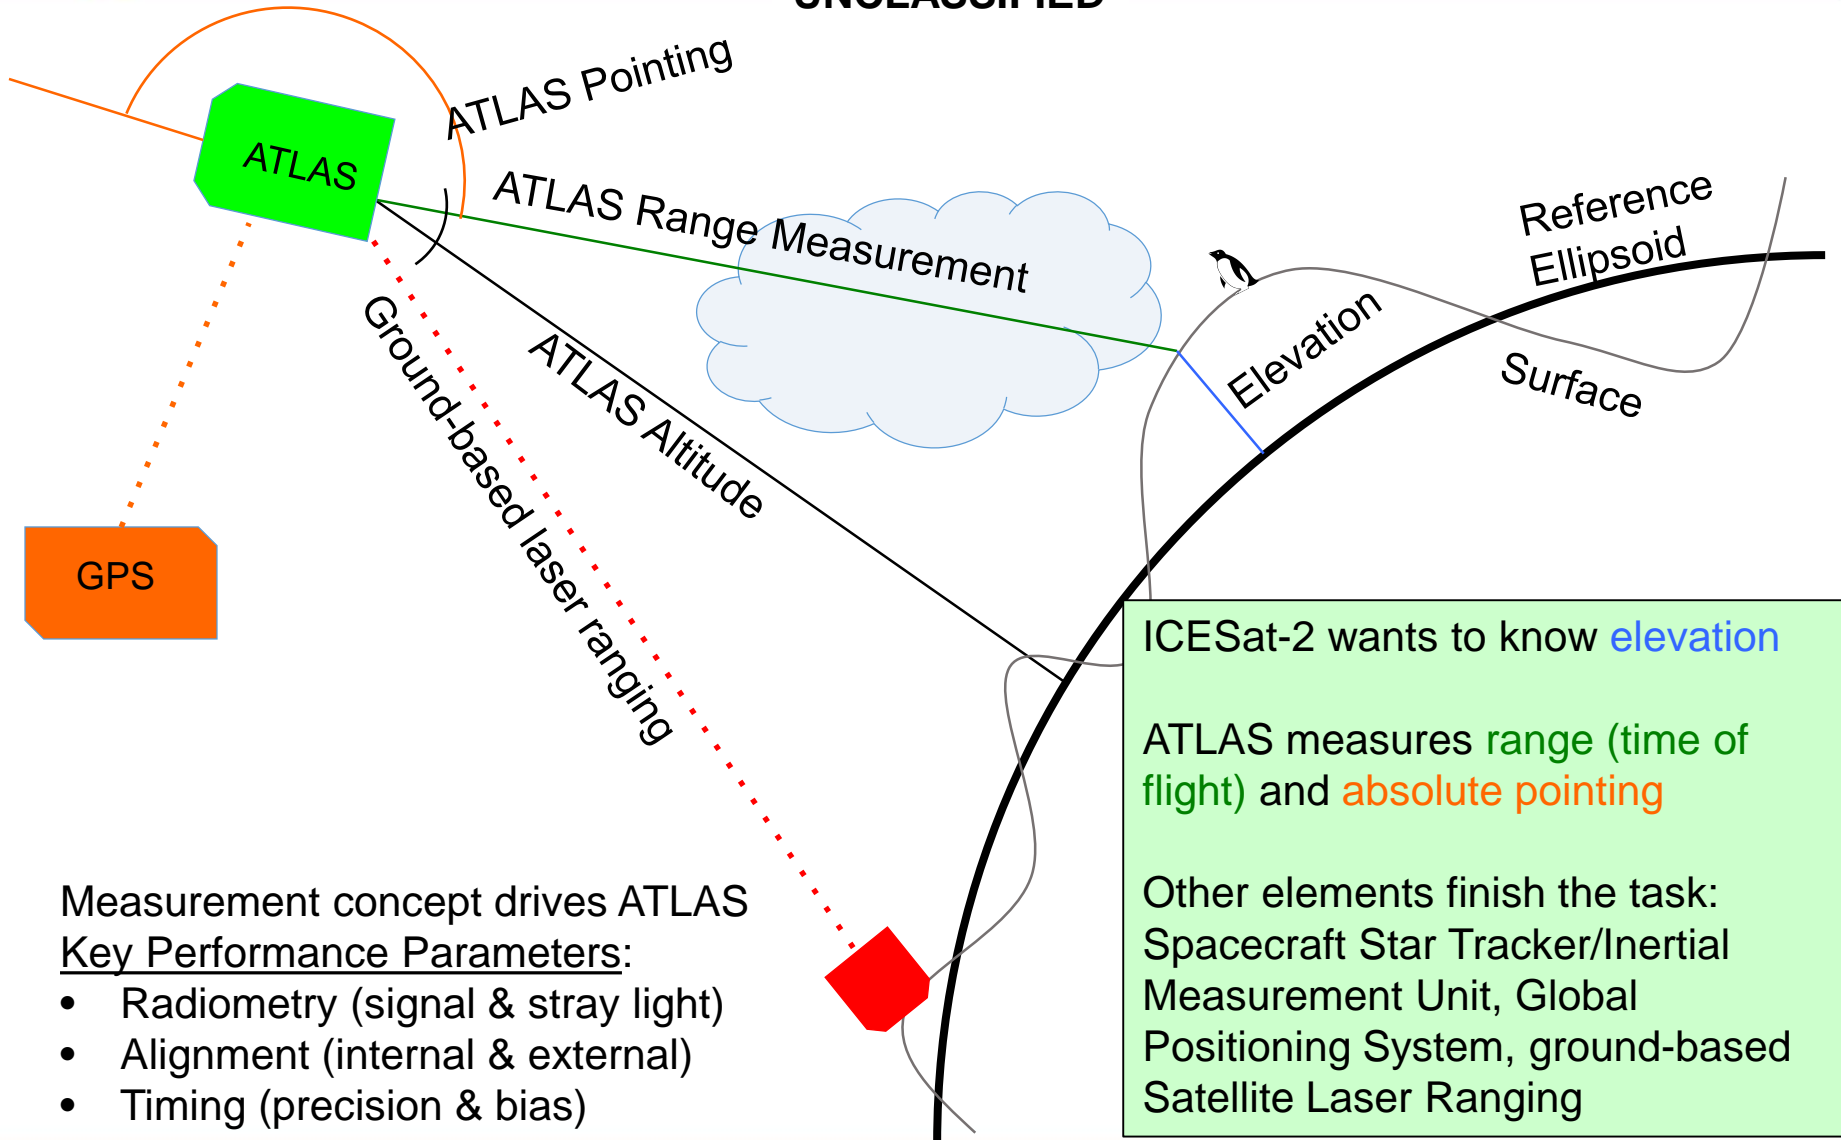 UNCLASSIFIED
ATLAS Pointing
ATLAS
ATLAS Range Measurement
Reference
Ellipsoid
Elevation
Surface
ATLAS Altitude
Ground-based laser ranging
GPS
ICESat-2 wants to know elevation
ATLAS measures range (time of
flight) and absolute pointing
Other elements finish the task:
Spacecraft Star Tracker/Inertial
Measurement Unit, Global
Positioning System, ground-based
Satellite Laser Ranging
Measurement concept drives ATLAS
Key Performance Parameters:
• Radiometry (signal & stray light)
• Alignment (internal & external)
• Timing (precision & bias)